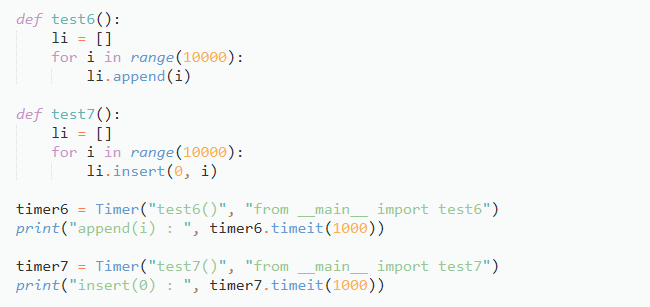 def test6():
    li = []
    for i in range(10000):
        li.append(i)

def test7():
    li = []
    for i in range(10000):
        li.insert(0, i)

timer6 = Timer("test6()", "from __main__ import test6")
print("append(i) : ", timer6.timeit(1000))

timer7 = Timer("test7()", "from __main__ import test7")
print("insert(0) : ", timer7.timeit(1000))